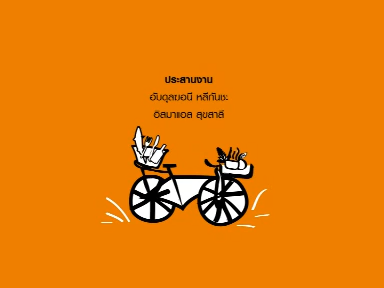 ประสานงาน
อับดุลฆอนี หลีกันชะ
อิสมาแอล สุขสาลี